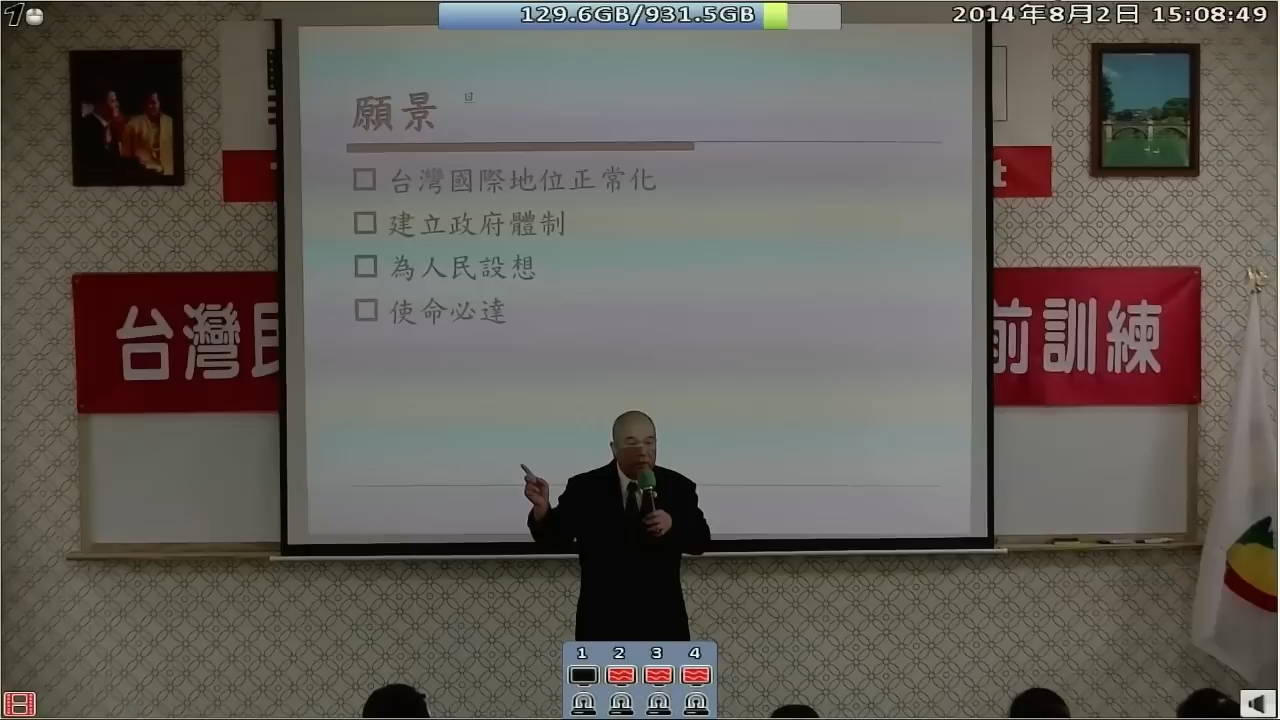 1
129.6GB/931.5GB
2014年8月2日 15:08:49
願景
台灣國際地位正常化
建立政府體制
為人民設想
使命必達
t
台灣民
前訓練
1 2 3 4